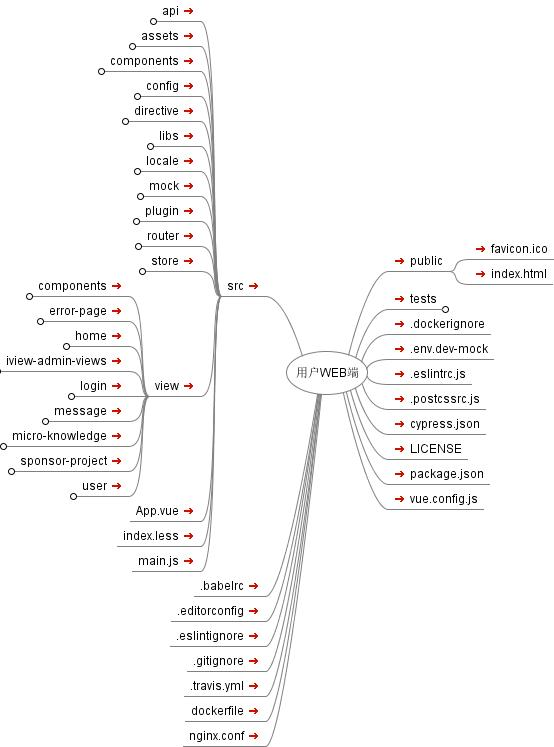 api
assets
components
config
directive
libs
locale
mock
plugin
router
store
src
components
error-page
home
iview-admin-views
login
message
micro-knowledge
sponsor-project
user
view
App.vue
index.less
main.js
.babelrc
.editorconfig
.eslintignore
.gitignore
.travis.yml
dockerfile
nginx.conf
用户WEB端
public
favicon.ico
index.html
tests
.dockerignore
.env.dev-mock
.eslintrc.js
.postcssrc.js
cypress.json
LICENSE
package.json
vue.config.js